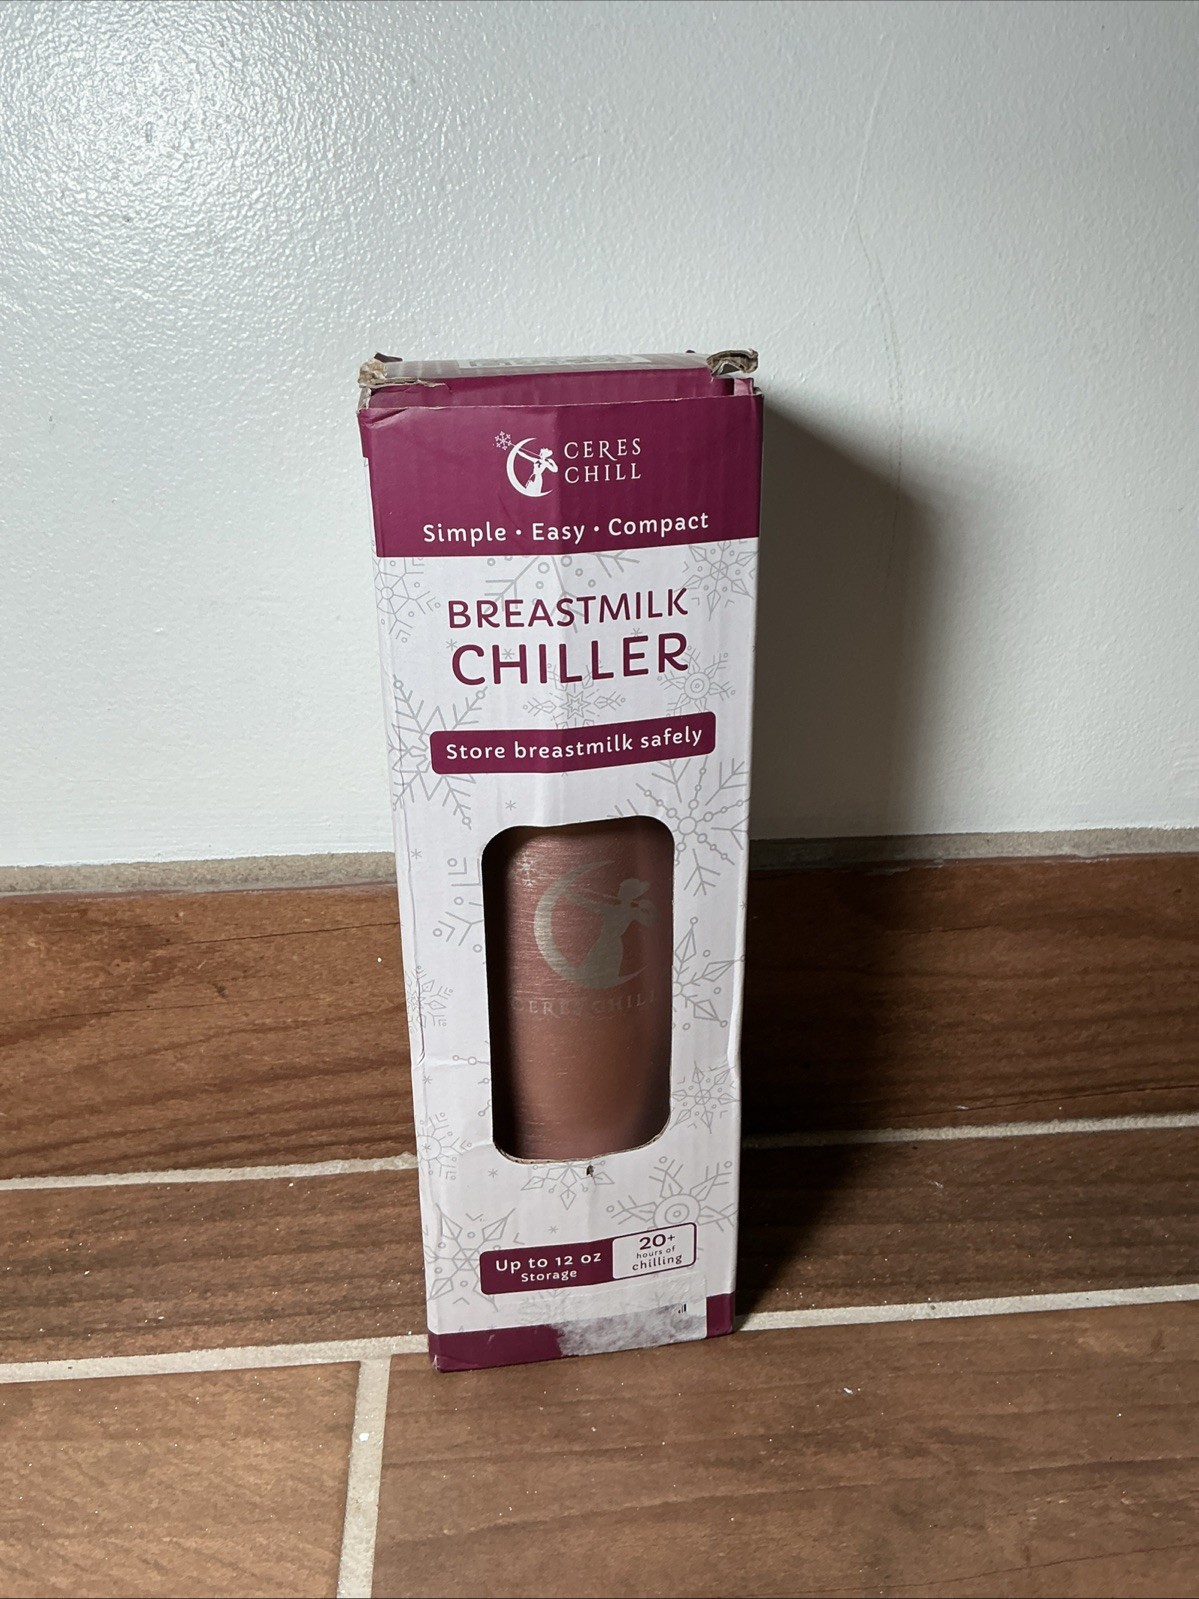 CERES
CHILL
Simple • Easy • Compact
BREASTMILK
CHILLER
Store breastmilk safely
CERES CHILL
Up to 12 oz
Storage
20+
hours of
chilling